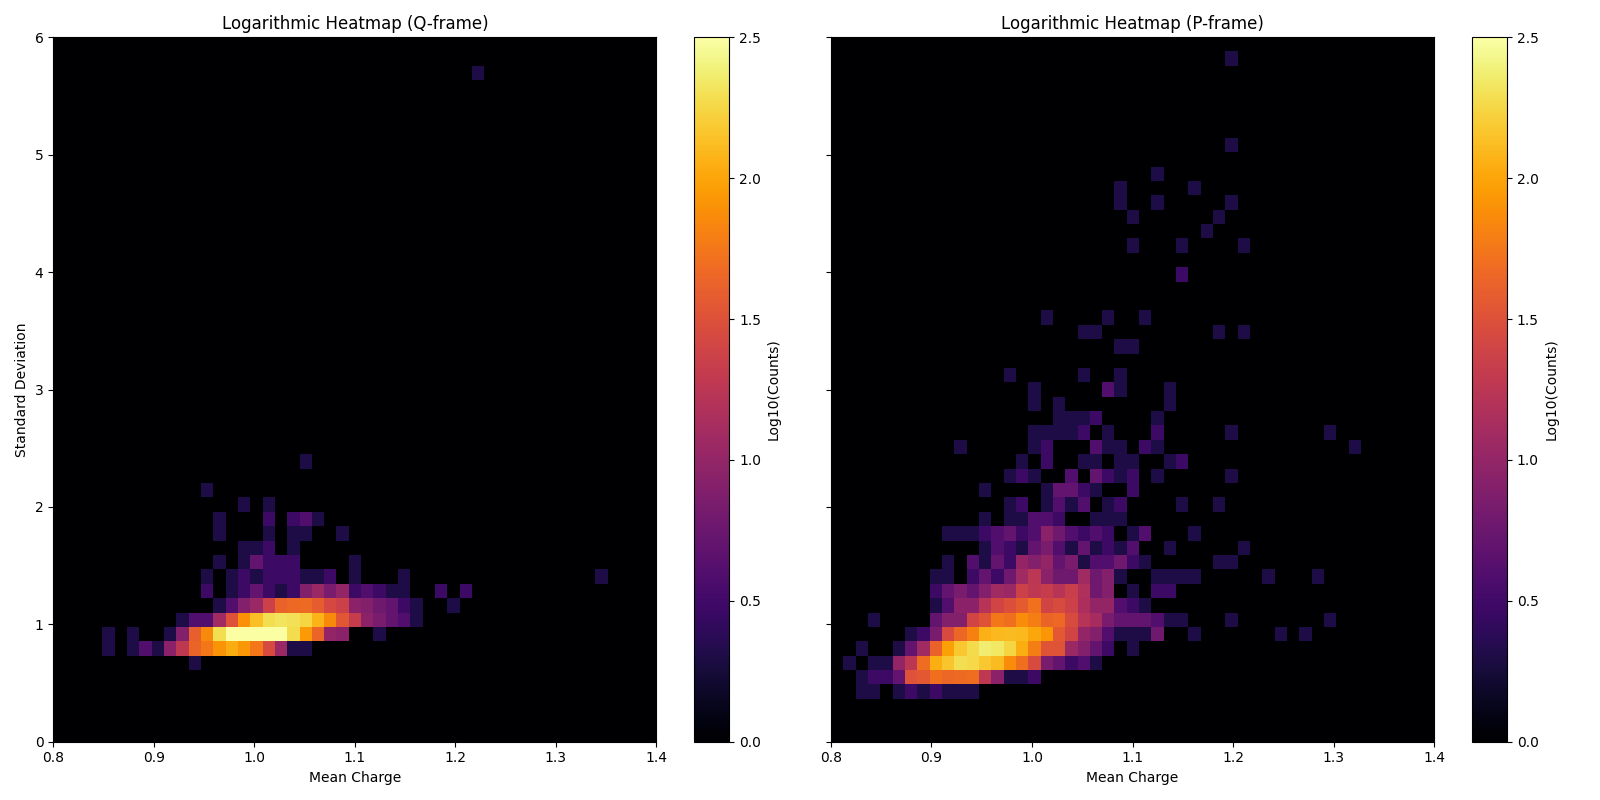 Logarithmic Heatmap (Q-frame)
Standard Deviation
6
5
4
3
2
1
0
0.8 0.9 1.0 1.1 1.2 1.3 1.4
Mean Charge
2.5
2.0
1.5
1.0
0.5
0.0
Log10(Counts)
Logarithmic Heatmap (P-frame)
0.8 0.9 1.0 1.1 1.2 1.3 1.4
Mean Charge
2.5
2.0
1.5
1.0
0.5
0.0
Log10(Counts)